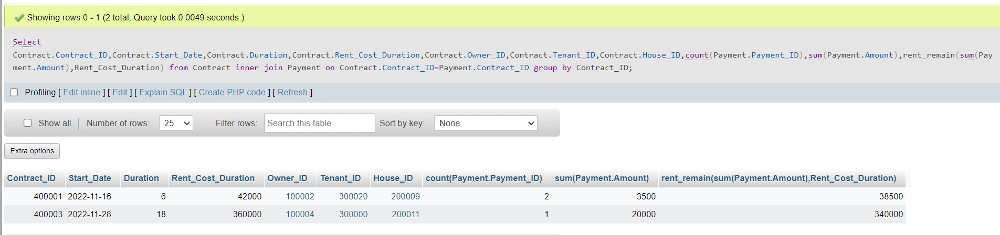 Showing rows 0 - 1 (2 total, Query took 0.0049 seconds.)
Select
Contract.Contract_ID,Contract.Start_Date,Contract.Duration,Contract.Rent_Cost_Duration,Contract.Owner_ID,Contract.Tenant_ID,Contract.House_ID,count(Payment.Payment_ID),sum(Payment.Amount),rent_remain(sum(Pay
ment.Amount),Rent_Cost_Duration) from Contract inner join Payment on Contract.Contract_ID=Payment.Contract_ID group by Contract_ID;
Profiling [ Edit inline ] [ Edit ] [ Explain SQL ] [ Create PHP code ] [ Refresh ]
Show all | Number of rows: 25 Filter rows: Search this table Sort by key: None
Extra options
Contract_ID Start_Date Duration Rent_Cost_Duration Owner_ID Tenant_ID House_ID count(Payment.Payment_ID) sum(Payment.Amount) rent_remain(sum(Payment.Amount),Rent_Cost_Duration)
400001 2022-11-16 6 42000 100002 300020 200009 2 3500 38500
400003 2022-11-28 18 360000 100004 300000 200011 1 20000 340000